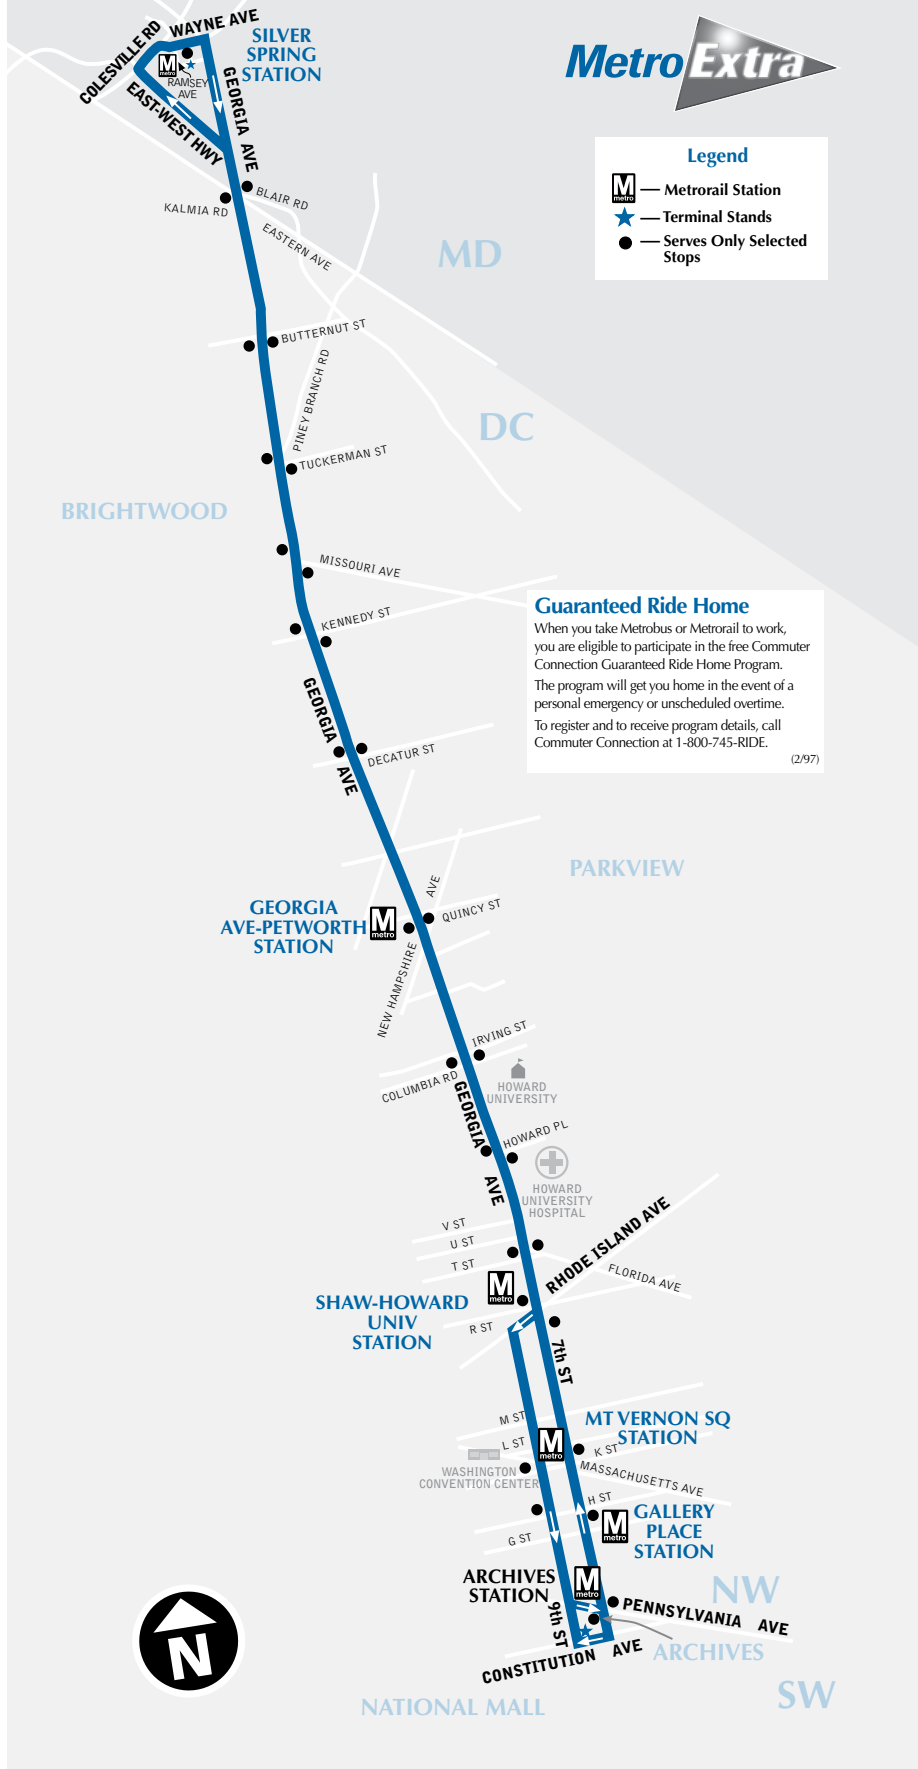 MetroExtra
Legend
M metro — Metrorail Station
Terminal Stands
Serves Only Selected
Stops
WAYNE AVE
COLESVILLE RD
SILVER
SPRING
STATION
M
metro
RAMSEY
AVE
GEORGIA AVE
EAST-WEST HWY
BLAIR RD
KALMIA RD
EASTERN AVE
MD
BUTTERNUT ST
PINEY BRANCH RD
DC
TUCKERMAN ST
BRIGHTWOOD
MISSOURI AVE
KENNEDY ST
Guaranteed Ride Home
When you take Metrobus or Metrorail to work,
you are eligible to participate in the free Commuter
Connection Guaranteed Ride Home Program.
The program will get you home in the event of a
personal emergency or unscheduled overtime.
To register and to receive program details, call
Commuter Connection at 1-800-745-RIDE.
(2/97)
GEORGIA AVE
DECATUR ST
PARKVIEW
GEORGIA
AVE-PETWORTH
STATION
M
metro
QUINCY ST
NEW HAMPSHIRE AVE
IRVING ST
COLUMBIA RD
HOWARD
UNIVERSITY
GEORGIA AVE
HOWARD PL
HOWARD
UNIVERSITY
HOSPITAL
V ST
U ST
T ST
RHODE ISLAND AVE
FLORIDA AVE
M
metro
SHAW-HOWARD
UNIV
STATION
R ST
7th ST
M ST
MT VERNON SQ
STATION
L ST
M
metro
K ST
WASHINGTON
CONVENTION CENTER
MASSACHUSETTS AVE
H ST
GALLERY
PLACE
STATION
M
metro
G ST
ARCHIVES
STATION
M
metro
NW
9th ST
PENNSYLVANIA AVE
ARCHIVES
CONSTITUTION AVE
N
NATIONAL MALL
SW